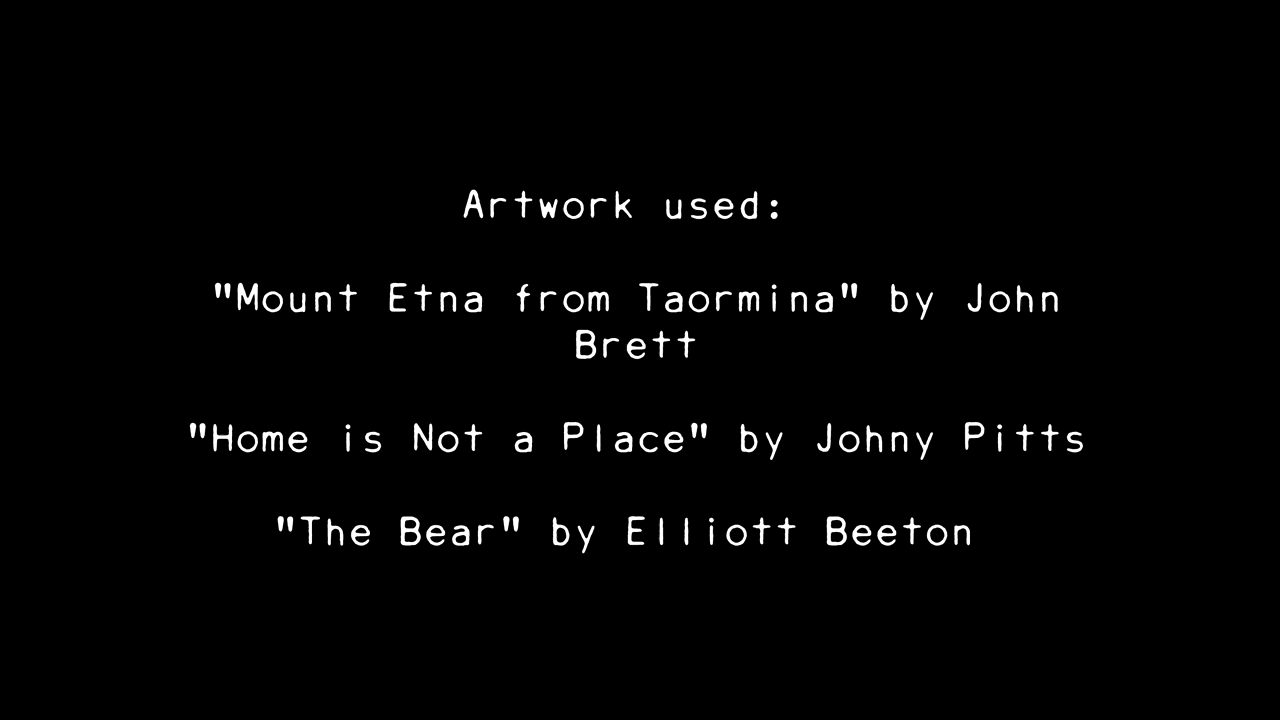 Artwork used:
"Mount Etna from Taormina" by John
Brett
"Home is Not a Place" by Johny Pitts
"The Bear" by Elliott Beeton